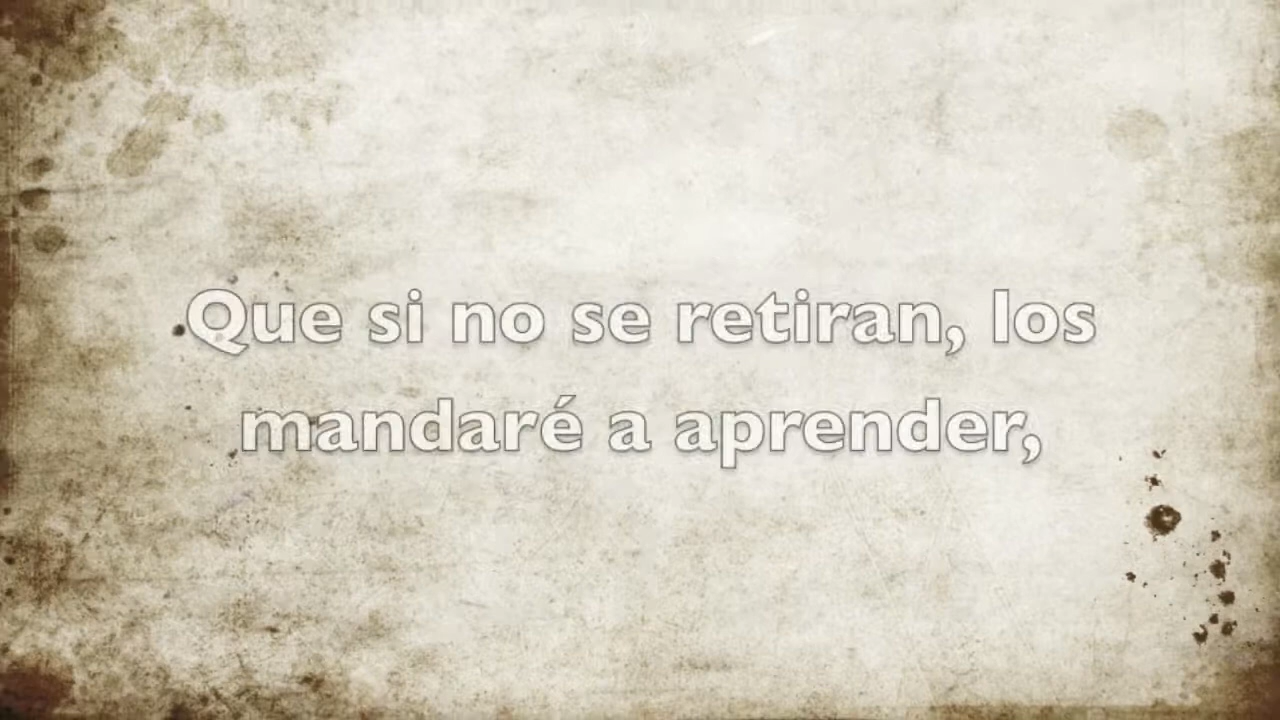 Que si no se retiran, los
mandaré a aprender,